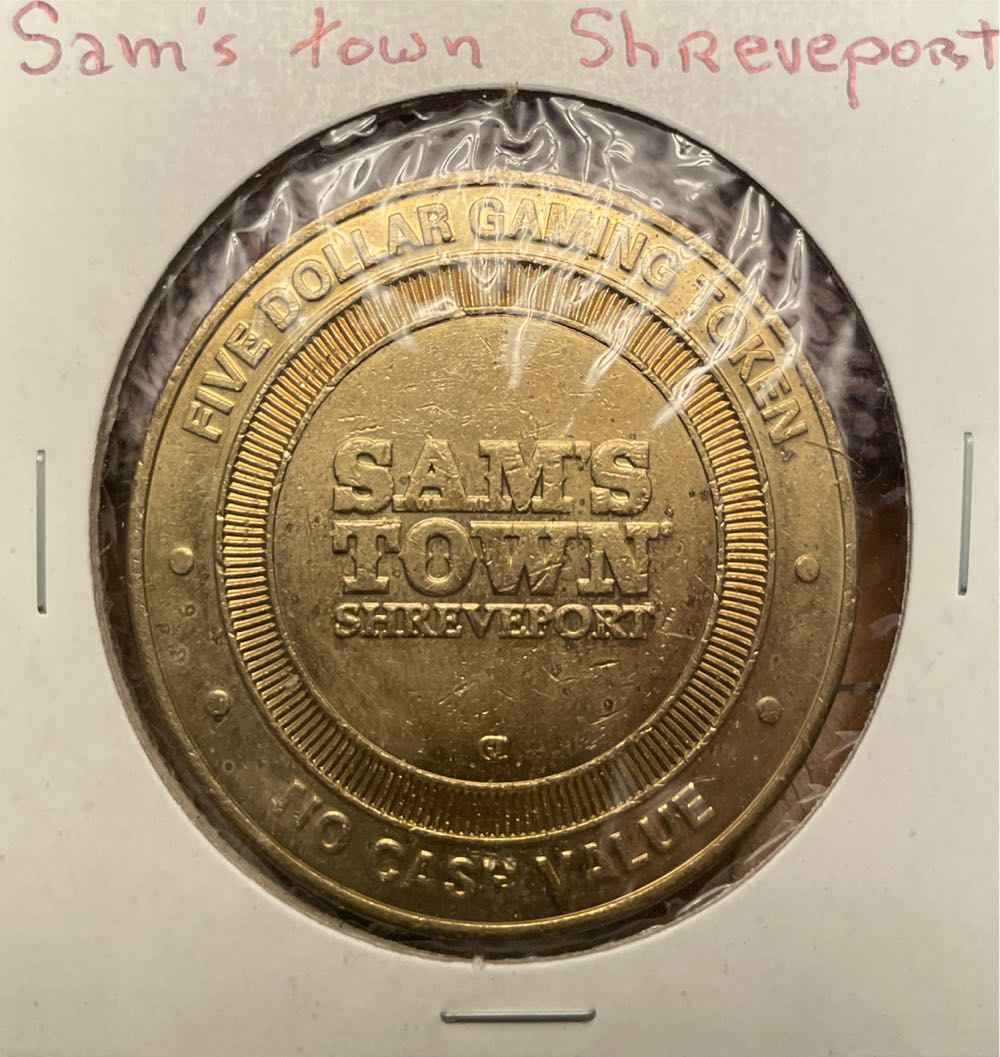 Sam's town Shreveport
FIVE DOLLAR GAMING TOKEN
SAM'S
TOWN
SHREVEPORT
NO CASH VALUE